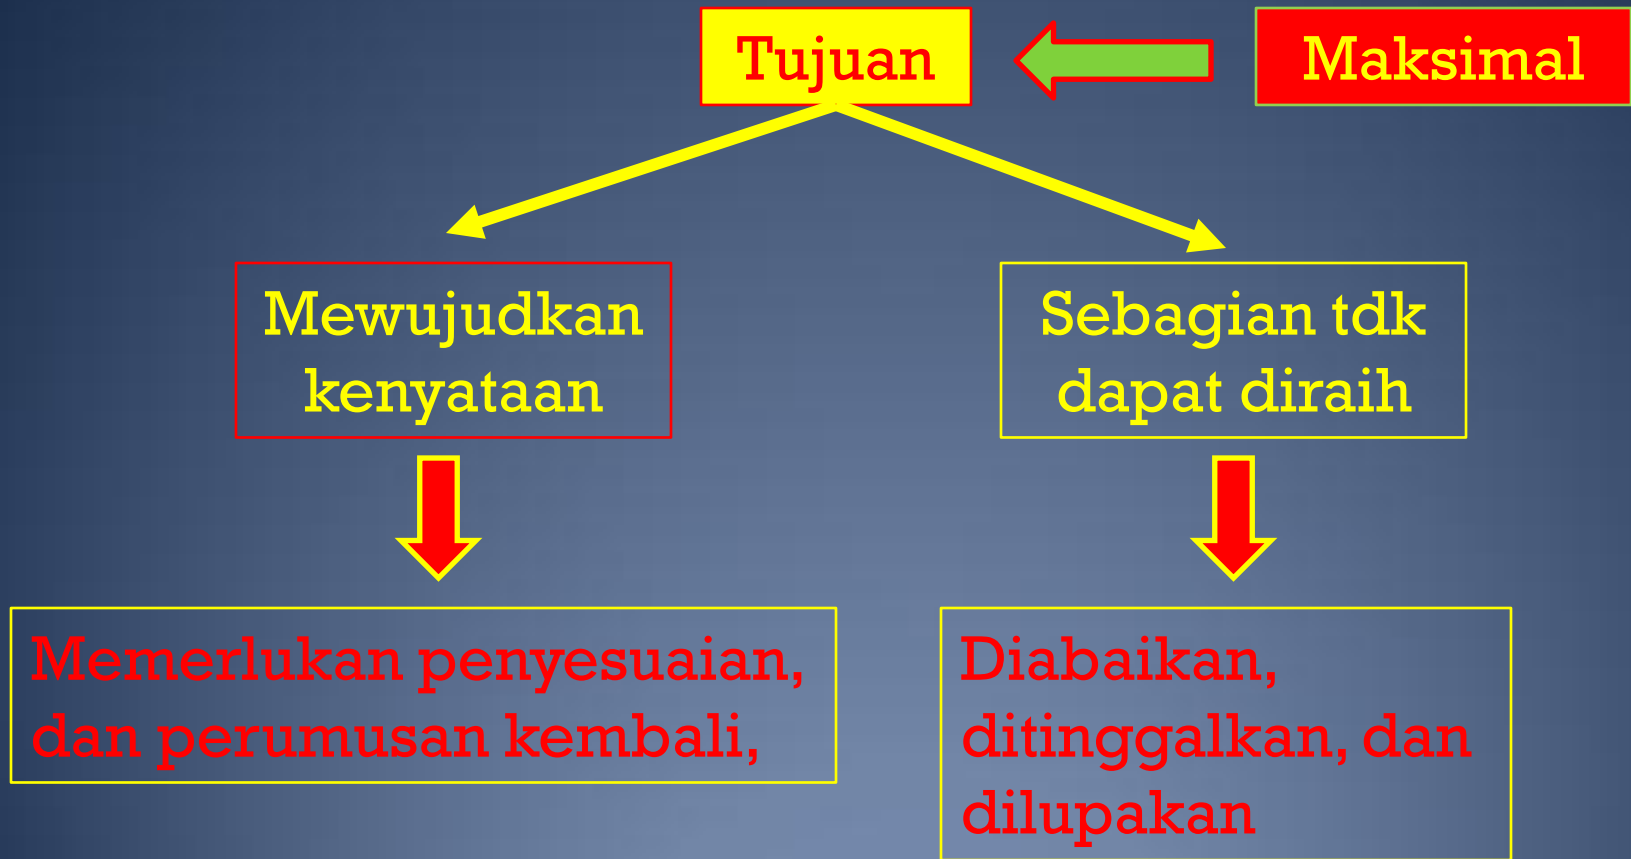 Tujuan
Maksimal
Mewujudkan
kenyataan
Sebagian tdk
dapat diraih
Memerlukan penyesuaian,
dan perumusan kembali,
Diabaikan,
ditinggalkan, dan
dilupakan